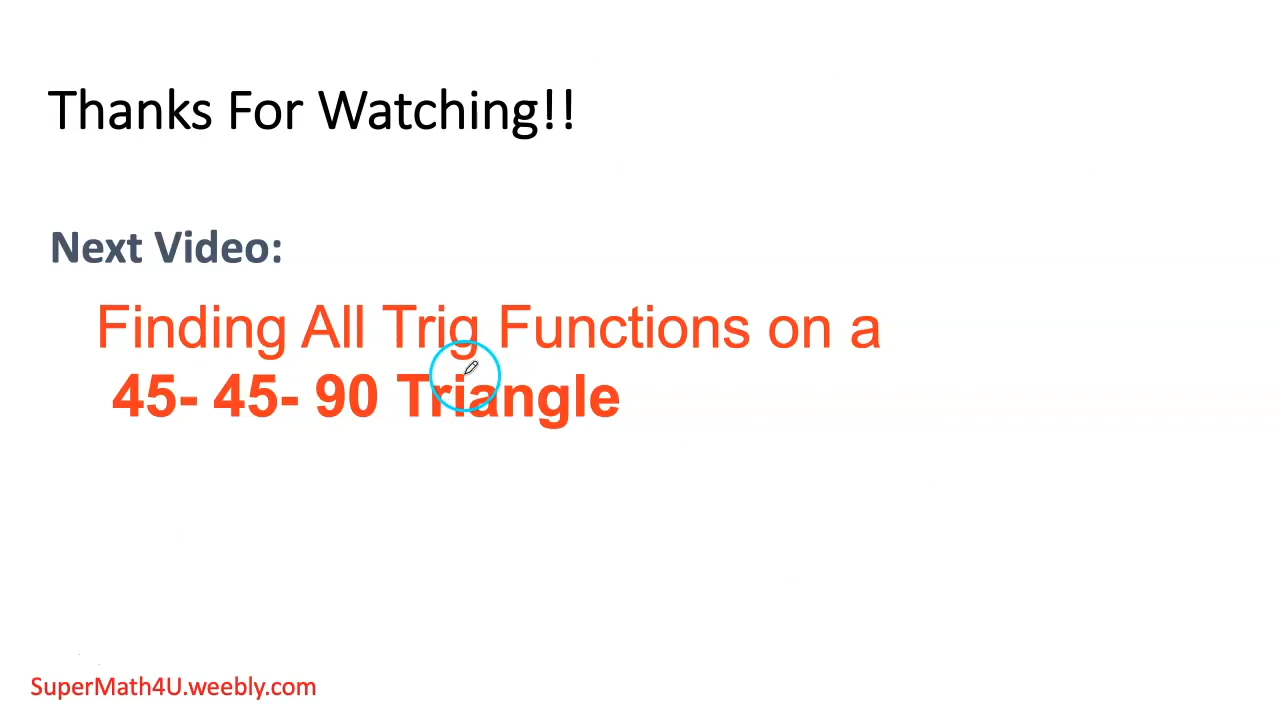 Thanks For Watching!!
Next Video:
Finding All Trig Functions on a
45- 45- 90 Triangle
SuperMath4U.weebly.com